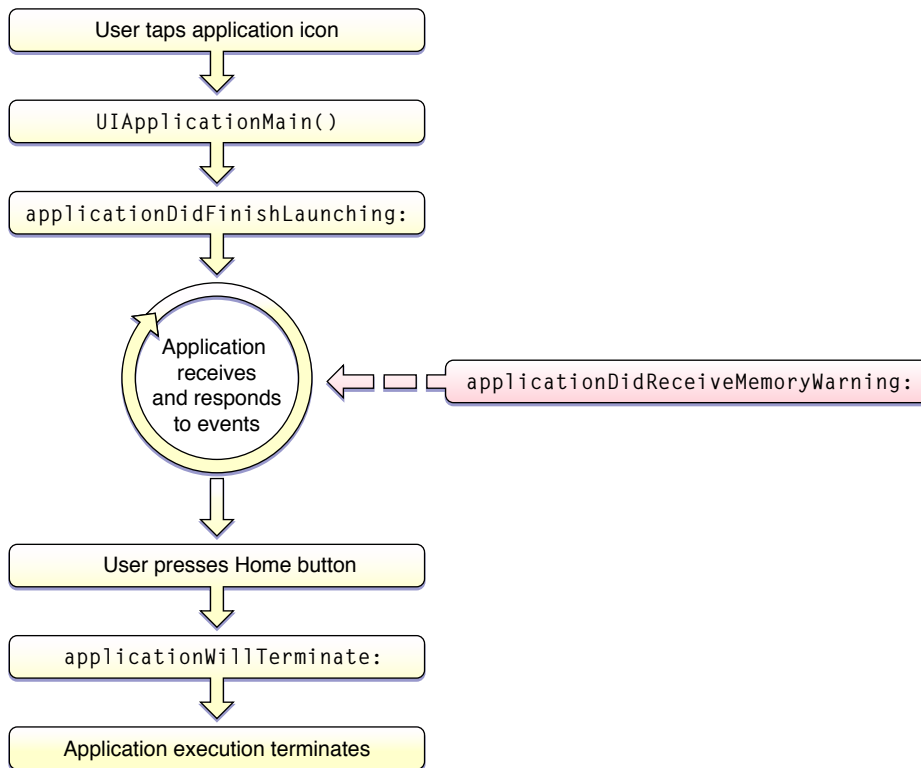 User taps application icon
UIApplicationMain()
applicationDidFinishLaunching:
Application
receives
and responds
to events
applicationDidReceiveMemoryWarning:
User presses Home button
applicationWillTerminate:
Application execution terminates